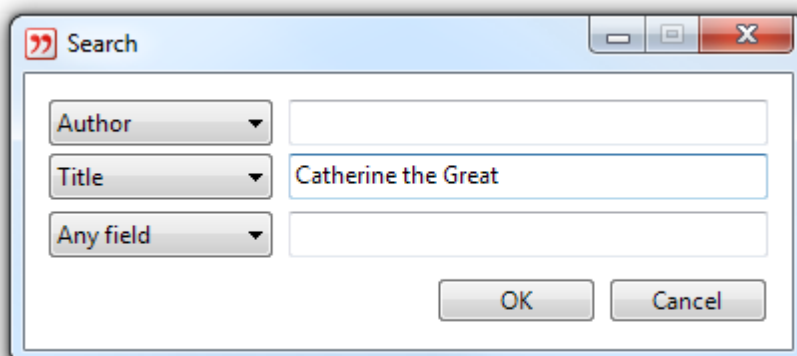 Search
Author
Title Catherine the Great
Any field
OK Cancel